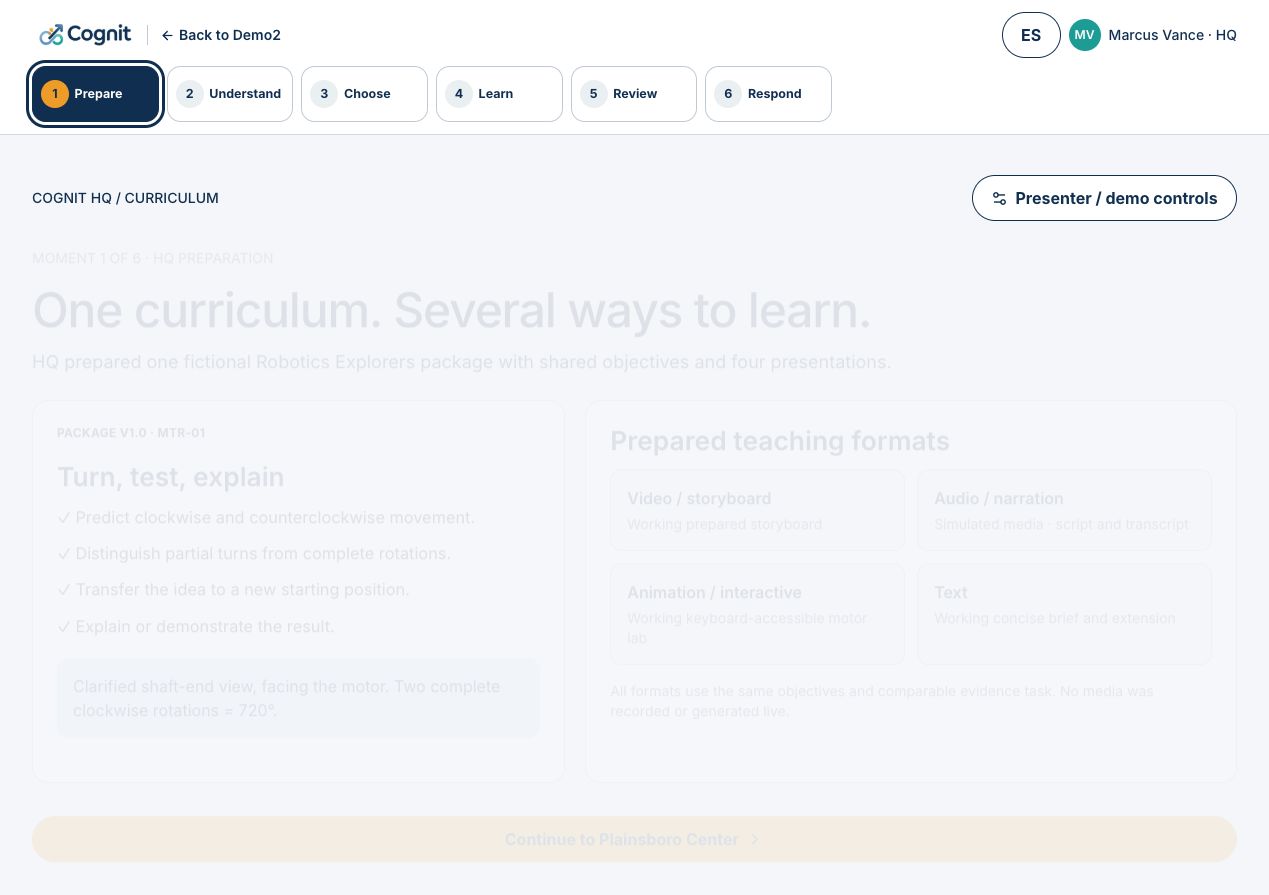 Cognit
← Back to Demo2
ES
MV
Marcus Vance · HQ
1 Prepare
2 Understand
3 Choose
4 Learn
5 Review
6 Respond
COGNIT HQ / CURRICULUM
Presenter / demo controls
MOMENT 1 OF 6 · HQ PREPARATION
One curriculum. Several ways to learn.
HQ prepared one fictional Robotics Explorers package with shared objectives and four presentations.
PACKAGE V1.0 · MTR-01
Turn, test, explain
✓ Predict clockwise and counterclockwise movement.
✓ Distinguish partial turns from complete rotations.
✓ Transfer the idea to a new starting position.
✓ Explain or demonstrate the result.
Clarified shaft-end view, facing the motor. Two complete
clockwise rotations = 720°.
Prepared teaching formats
Video / storyboard
Working prepared storyboard
Audio / narration
Simulated media · script and transcript
Animation / interactive
Working keyboard-accessible motor
lab
Text
Working concise brief and extension
All formats use the same objectives and comparable evidence task. No media was
recorded or generated live.
Continue to Plainsboro Center